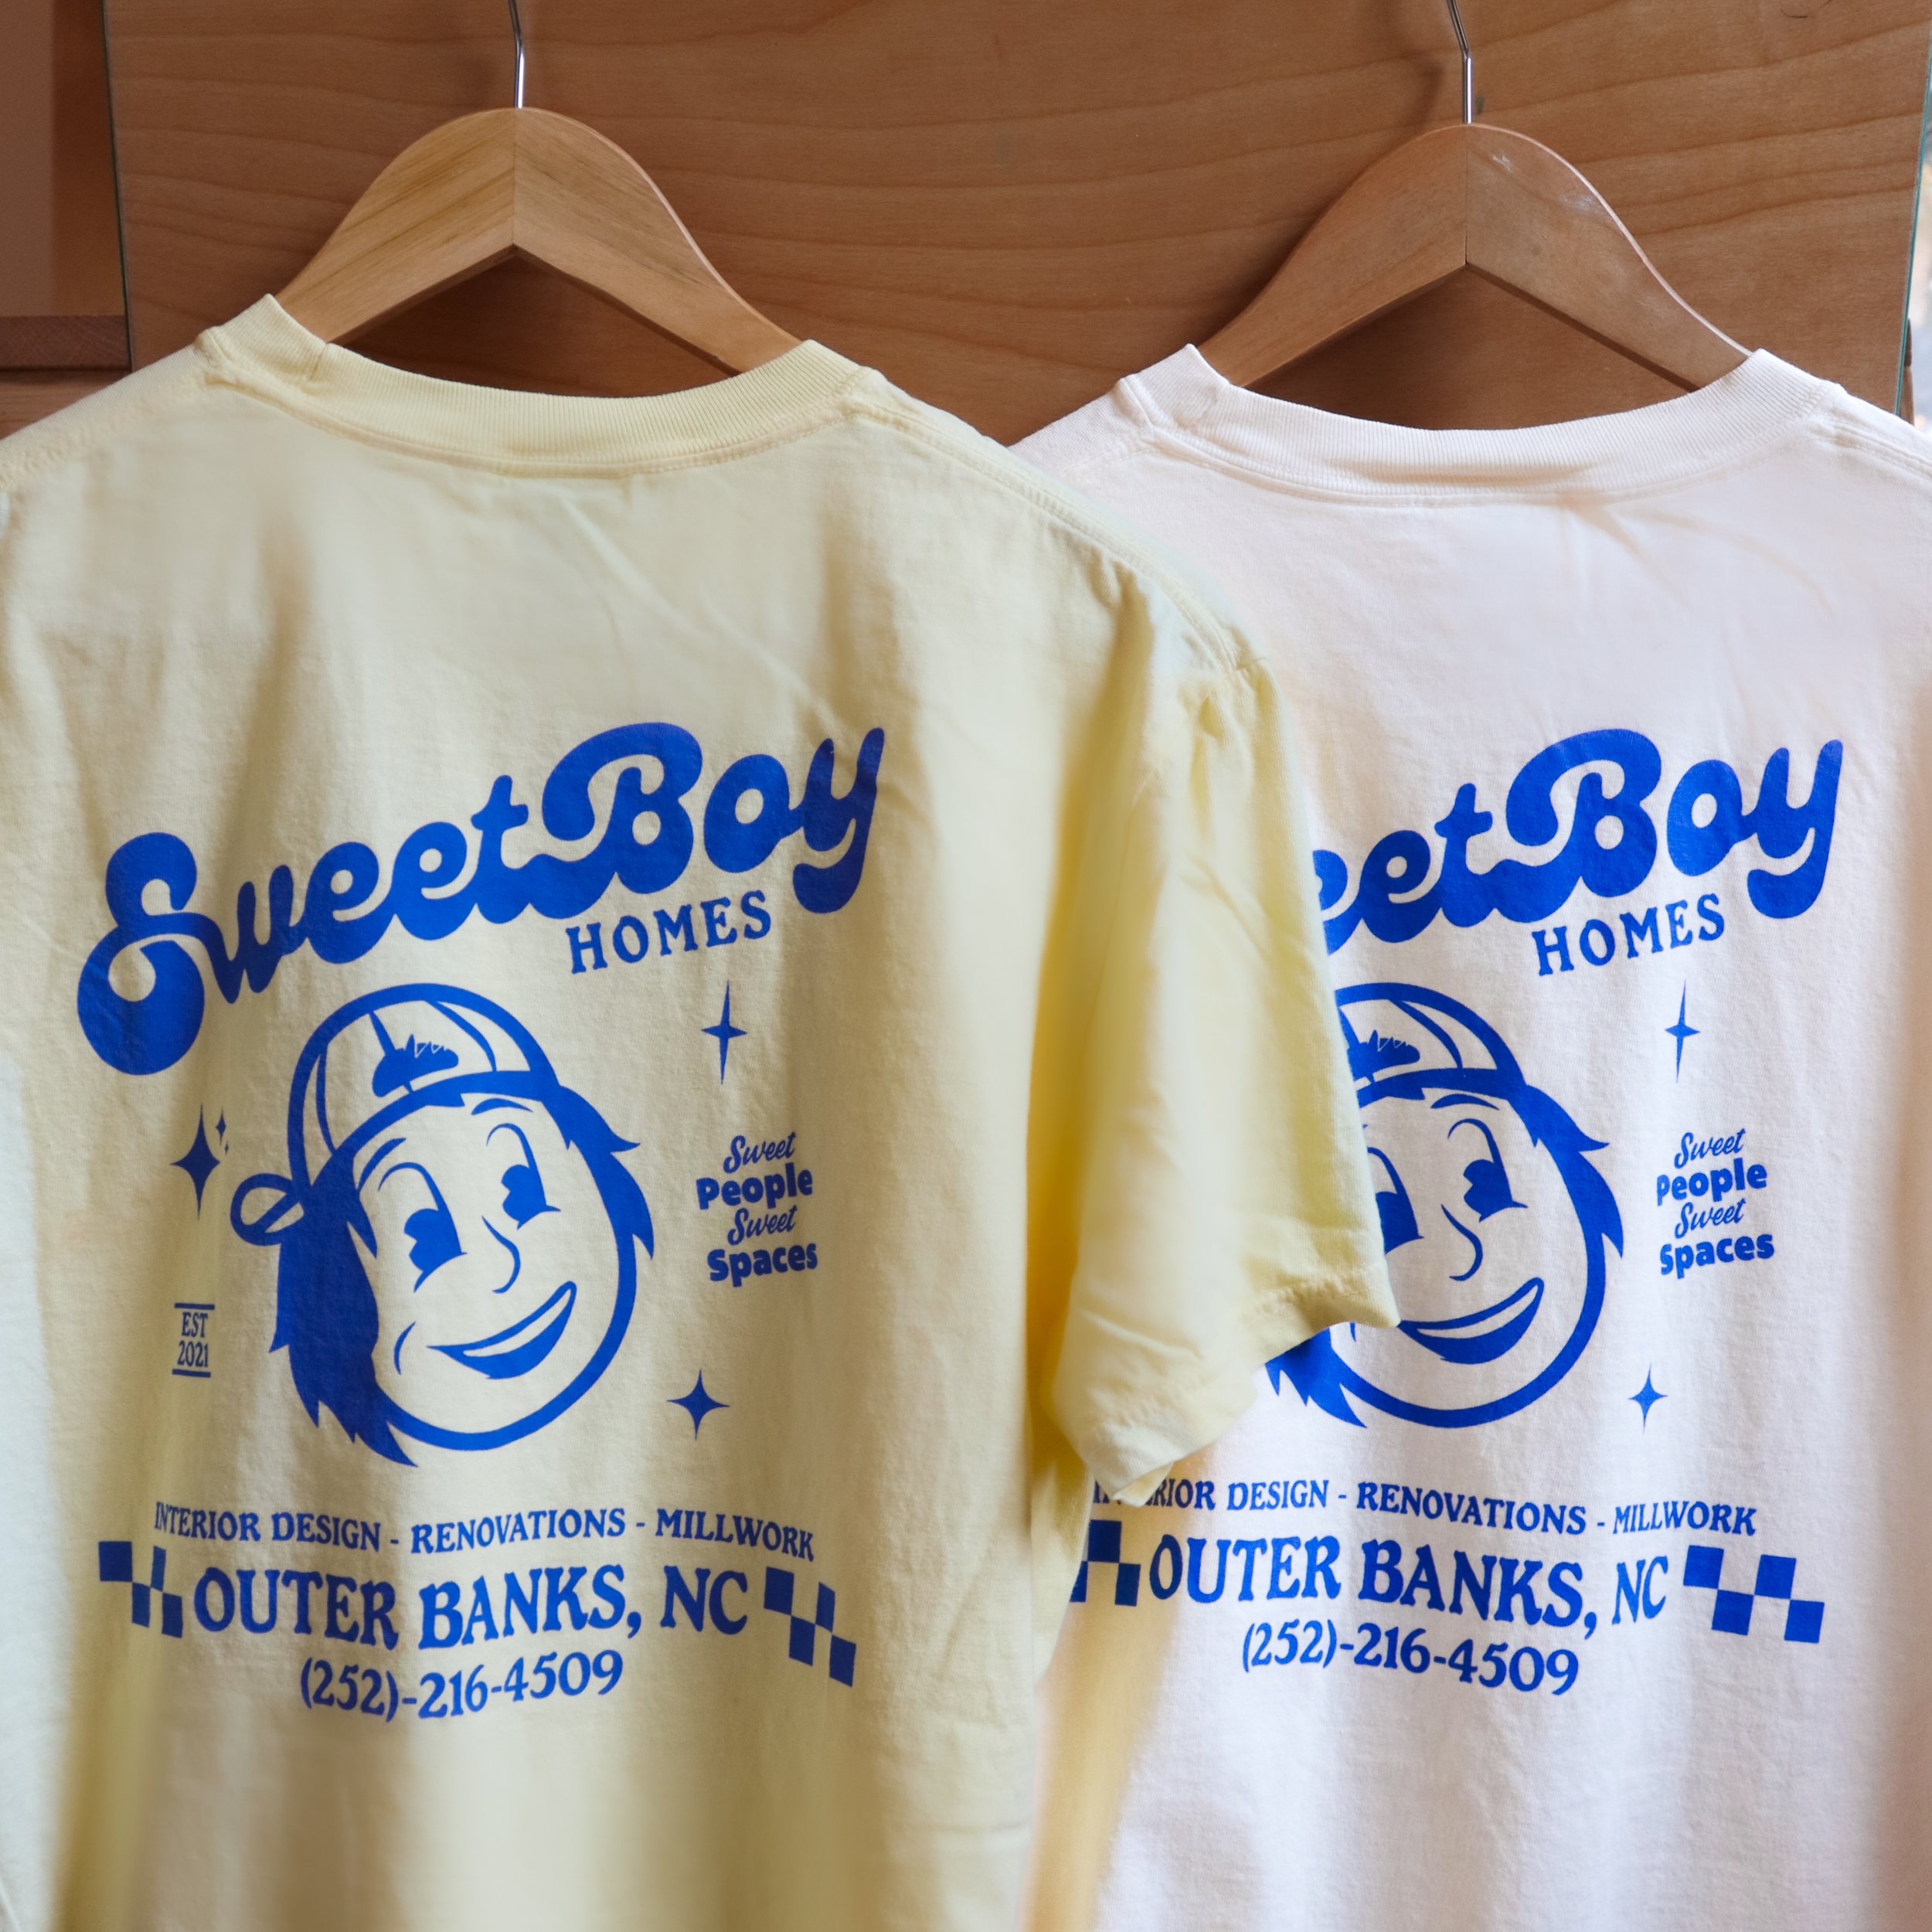 SweetBoy
HOMES
Sweet
People
Sweet
Spaces
EST
2021
INTERIOR DESIGN - RENOVATIONS - MILLWORK
OUTER BANKS, NC
(252)-216-4509
HOMES
Sweet
People
Sweet
Spaces
DESIGN - RENOVATIONS - MILLWORK
OUTER BANKS, NC
(252)-216-4509